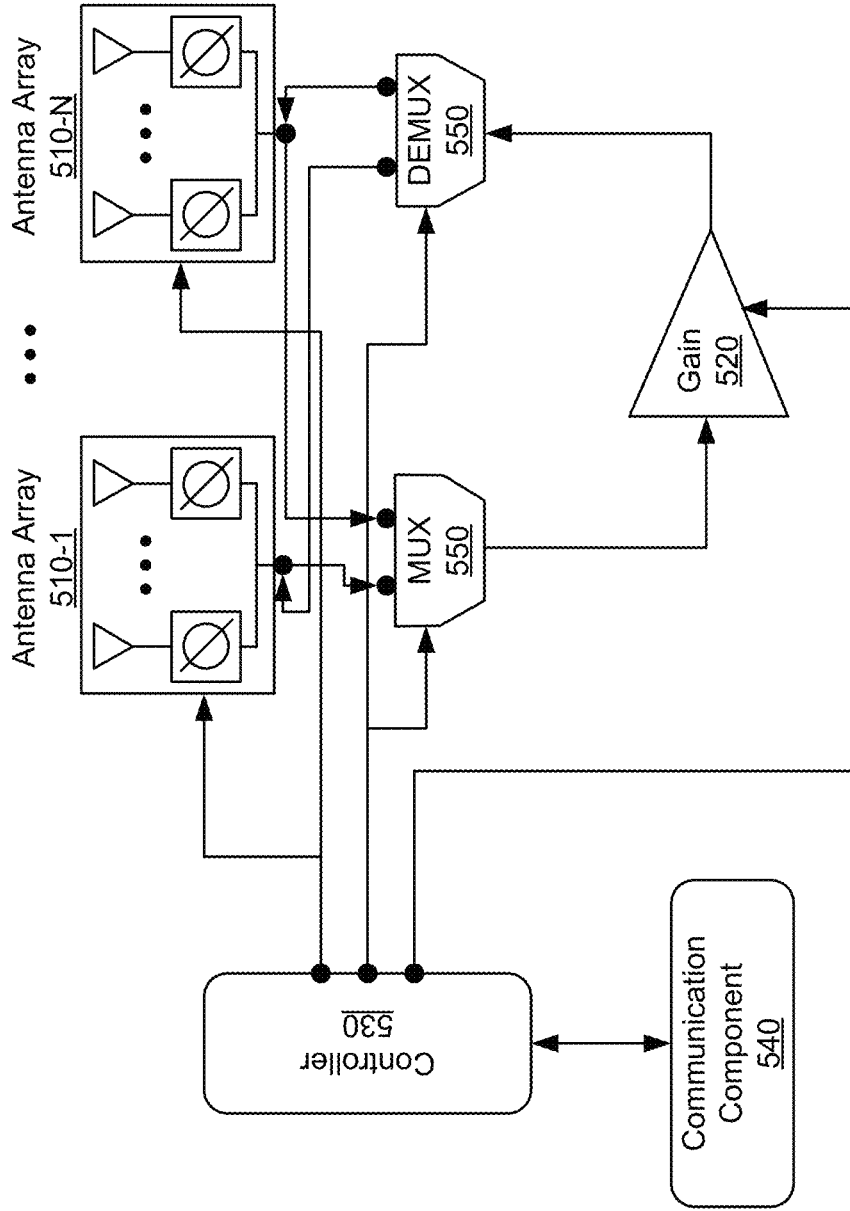 Antenna Array
510-1
Antenna Array
510-N
MUX
550
DEMUX
550
Gain
520
Controller
530
Communication
Component
540